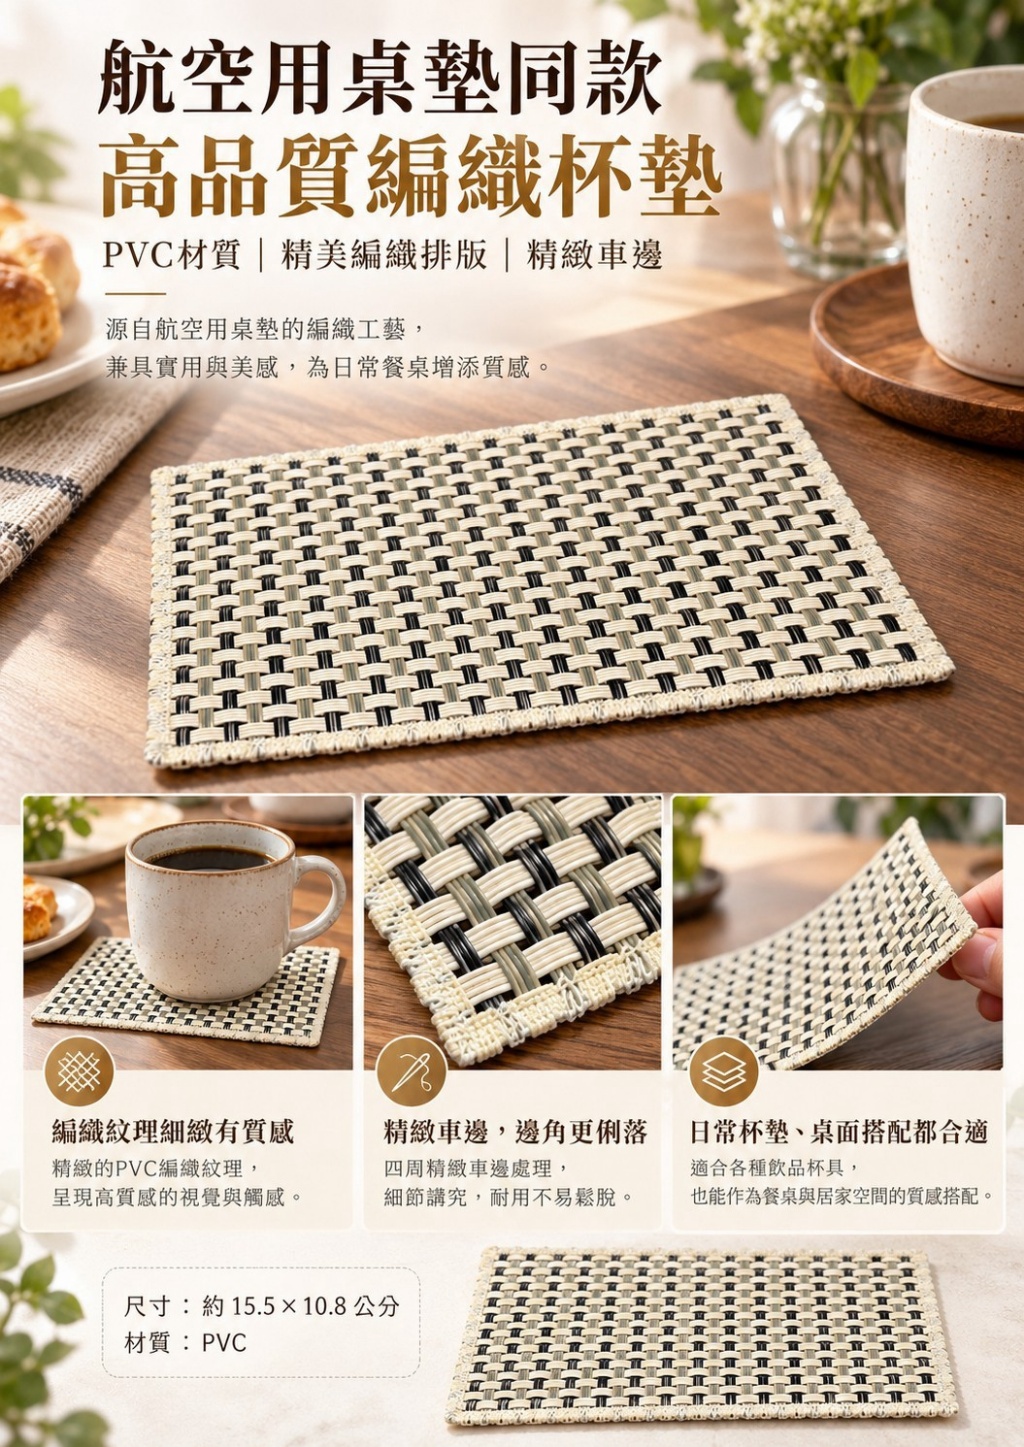 航空用桌墊同款
高品質編織杯墊
PVC材質｜精美編織排版｜精緻車邊
源自航空用桌墊的編織工藝，
兼具實用與美感，為日常餐桌增添質感。
編織紋理細緻有質感
精緻的PVC編織紋理，
呈現高質感的視覺與觸感。
精緻車邊，邊角更俐落
四周精緻車邊處理，
細節講究，耐用不易鬆脫。
日常杯墊、桌面搭配都合適
適合各種飲品杯具，
也能作為餐桌與居家空間的質感搭配。
尺寸：約 15.5 × 10.8 公分
材質：PVC